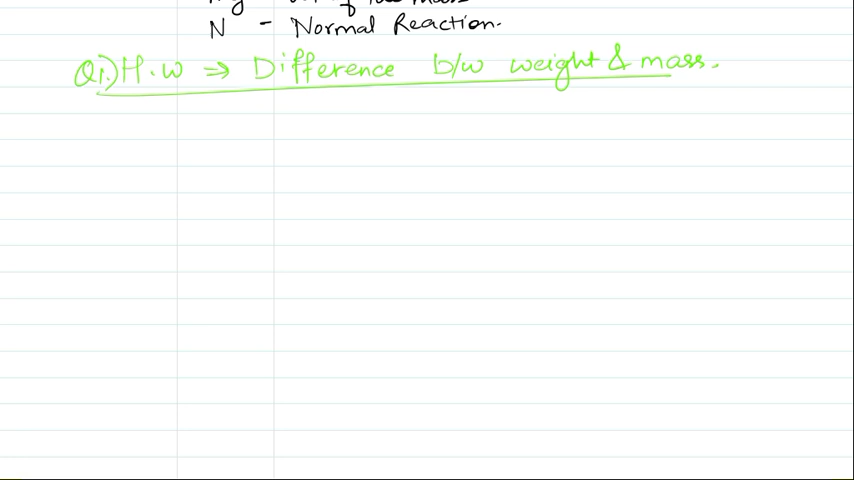 N - Normal Reaction.
Q1.) H.W ⇒ Difference b/w weight & mass.